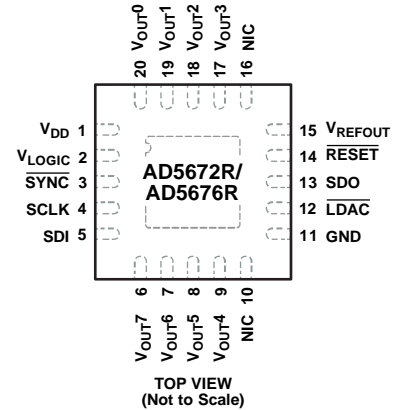 20 VOUT0
19 VOUT1
18 VOUT2
17 VOUT3
16 NIC
VDD 1
VLOGIC 2
SYNC 3
SCLK 4
SDI 5
AD5672R/
AD5676R
15 VREFOUT
14 RESET
13 SDO
12 LDAC
11 GND
VOUT7 6
VOUT6 7
VOUT5 8
VOUT4 9
NIC 10
TOP VIEW
(Not to Scale)